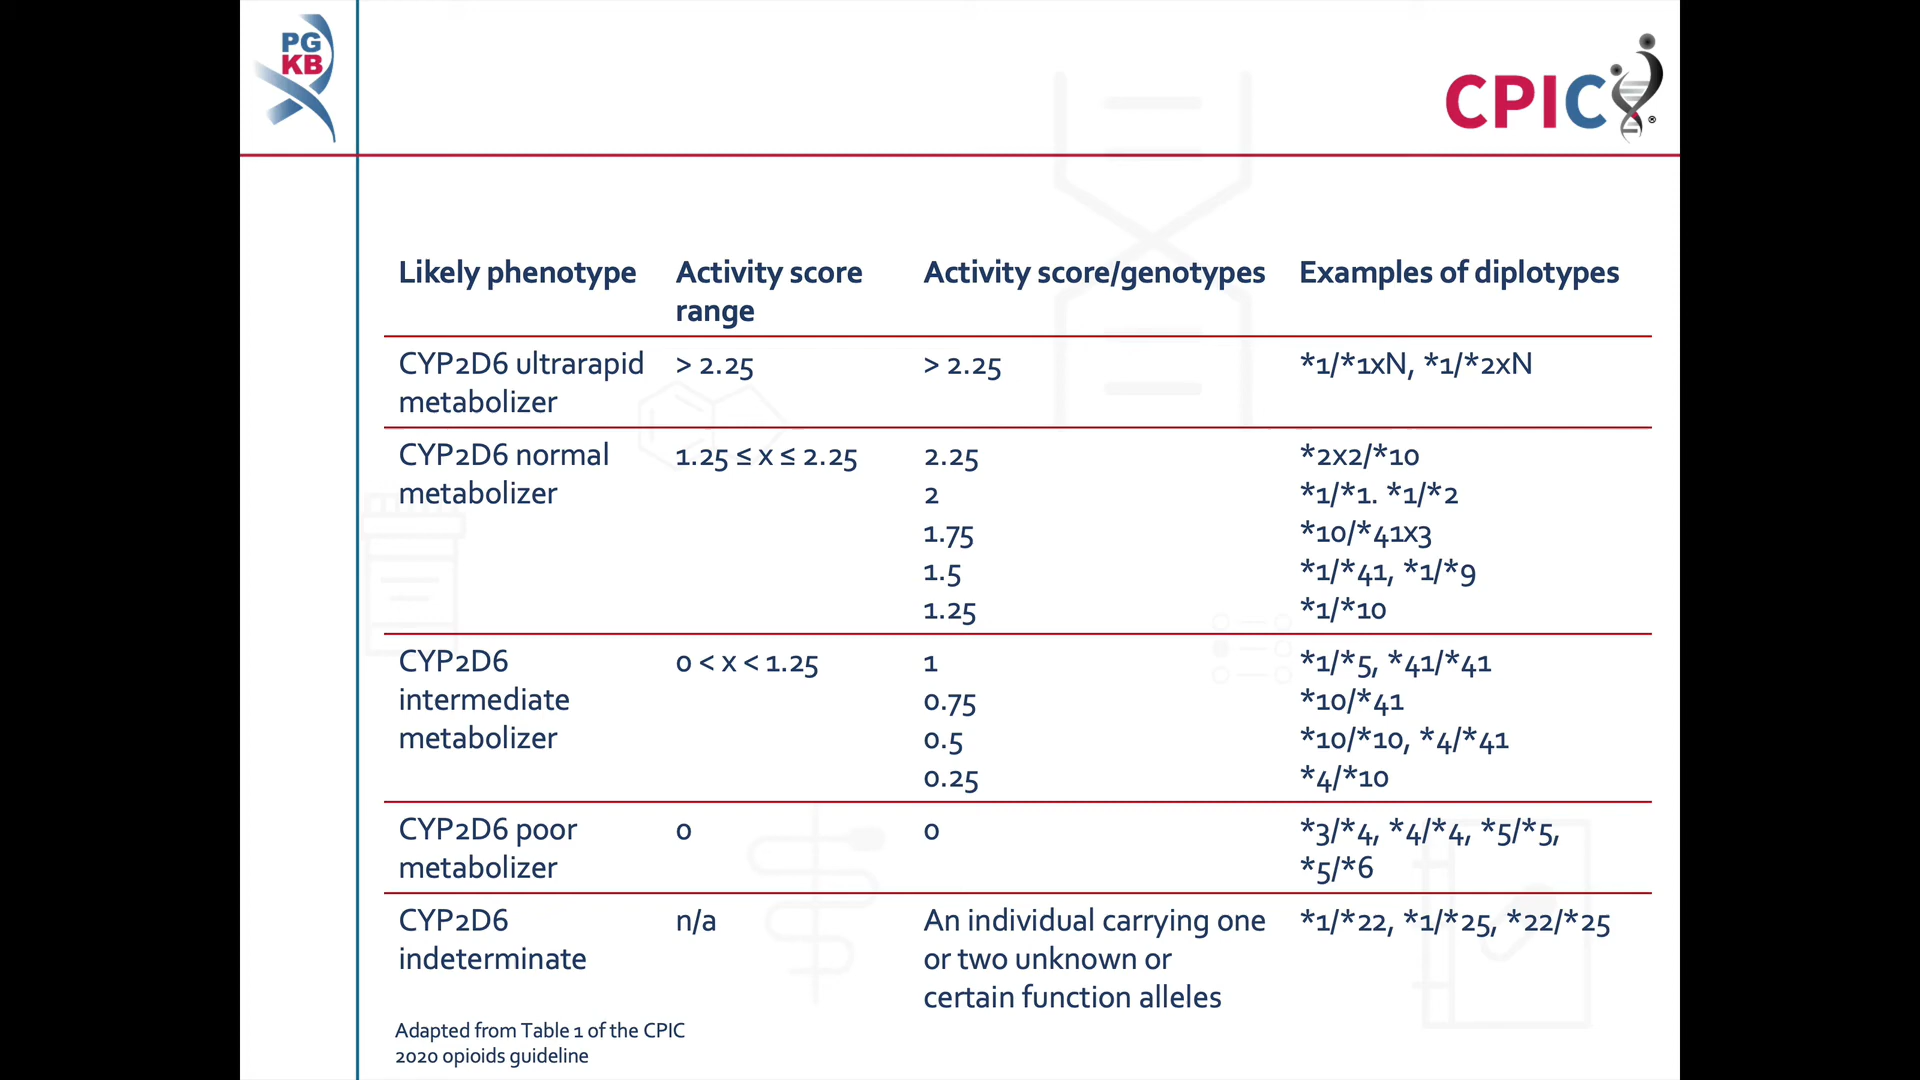 PG
KB
CPIC®
Likely phenotype Activity score range Activity score/genotypes Examples of diplotypes
CYP2D6 ultrarapid metabolizer > 2.25 > 2.25 *1/*1xN, *1/*2xN
CYP2D6 normal metabolizer 1.25 ≤ x ≤ 2.25 2.25 *2x2/*10
2 *1/*1. *1/*2
1.75 *10/*41x3
1.5 *1/*41, *1/*9
1.25 *1/*10
CYP2D6 intermediate metabolizer 0 < x < 1.25 1 *1/*5, *41/*41
0.75 *10/*41
0.5 *10/*10, *4/*41
0.25 *4/*10
CYP2D6 poor metabolizer 0 0 *3/*4, *4/*4, *5/*5,
*5/*6
CYP2D6 indeterminate n/a An individual carrying one *1/*22, *1/*25, *22/*25
or two unknown or
certain function alleles
Adapted from Table 1 of the CPIC
2020 opioids guideline